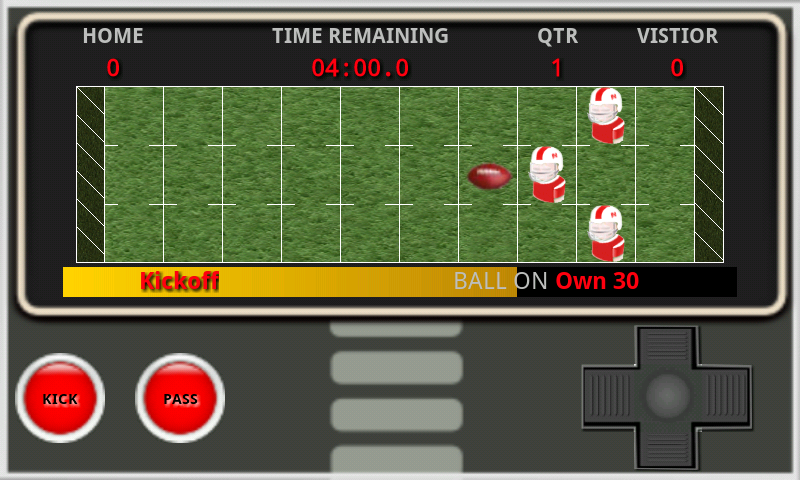 HOME TIME REMAINING QTR VISTIOR
0 04:00.0 1 0
Kickoff BALL ON Own 30
KICK PASS